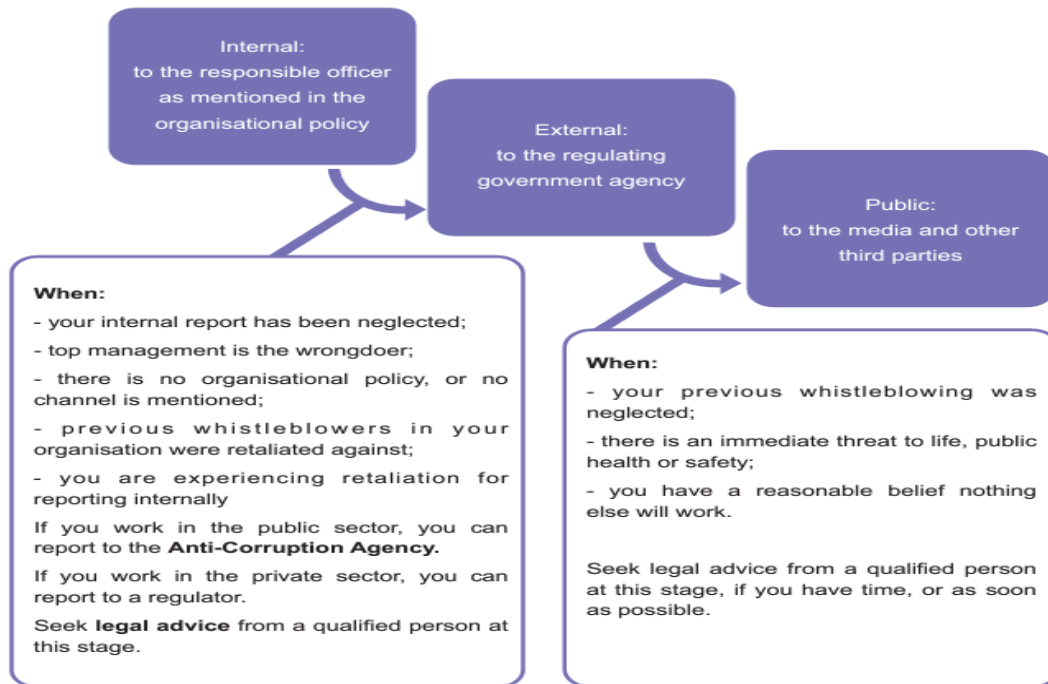 Internal:
to the responsible officer
as mentioned in the
organisational policy
External:
to the regulating
government agency
Public:
to the media and other
third parties
When:
- your internal report has been neglected;
- top management is the wrongdoer;
- there is no organisational policy, or no
channel is mentioned;
- previous whistleblowers in your
organisation were retaliated against;
- you are experiencing retaliation for
reporting internally
If you work in the public sector, you can
report to the Anti-Corruption Agency.
If you work in the private sector, you can
report to a regulator.
Seek legal advice from a qualified person at
this stage.
When:
- your previous whistleblowing was
neglected;
- there is an immediate threat to life, public
health or safety;
- you have a reasonable belief nothing
else will work.
Seek legal advice from a qualified person
at this stage, if you have time, or as soon
as possible.